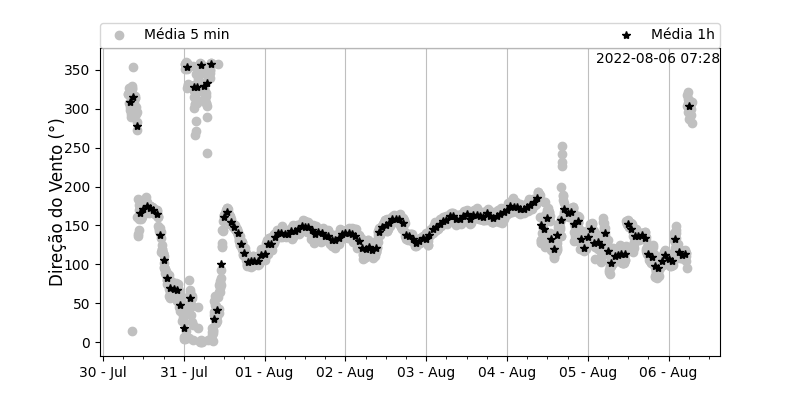 Média 5 min
Média 1h
2022-08-06 07:28
Direção do Vento (°)
350
300
250
200
150
100
50
0
30 - Jul
31 - Jul
01 - Aug
02 - Aug
03 - Aug
04 - Aug
05 - Aug
06 - Aug